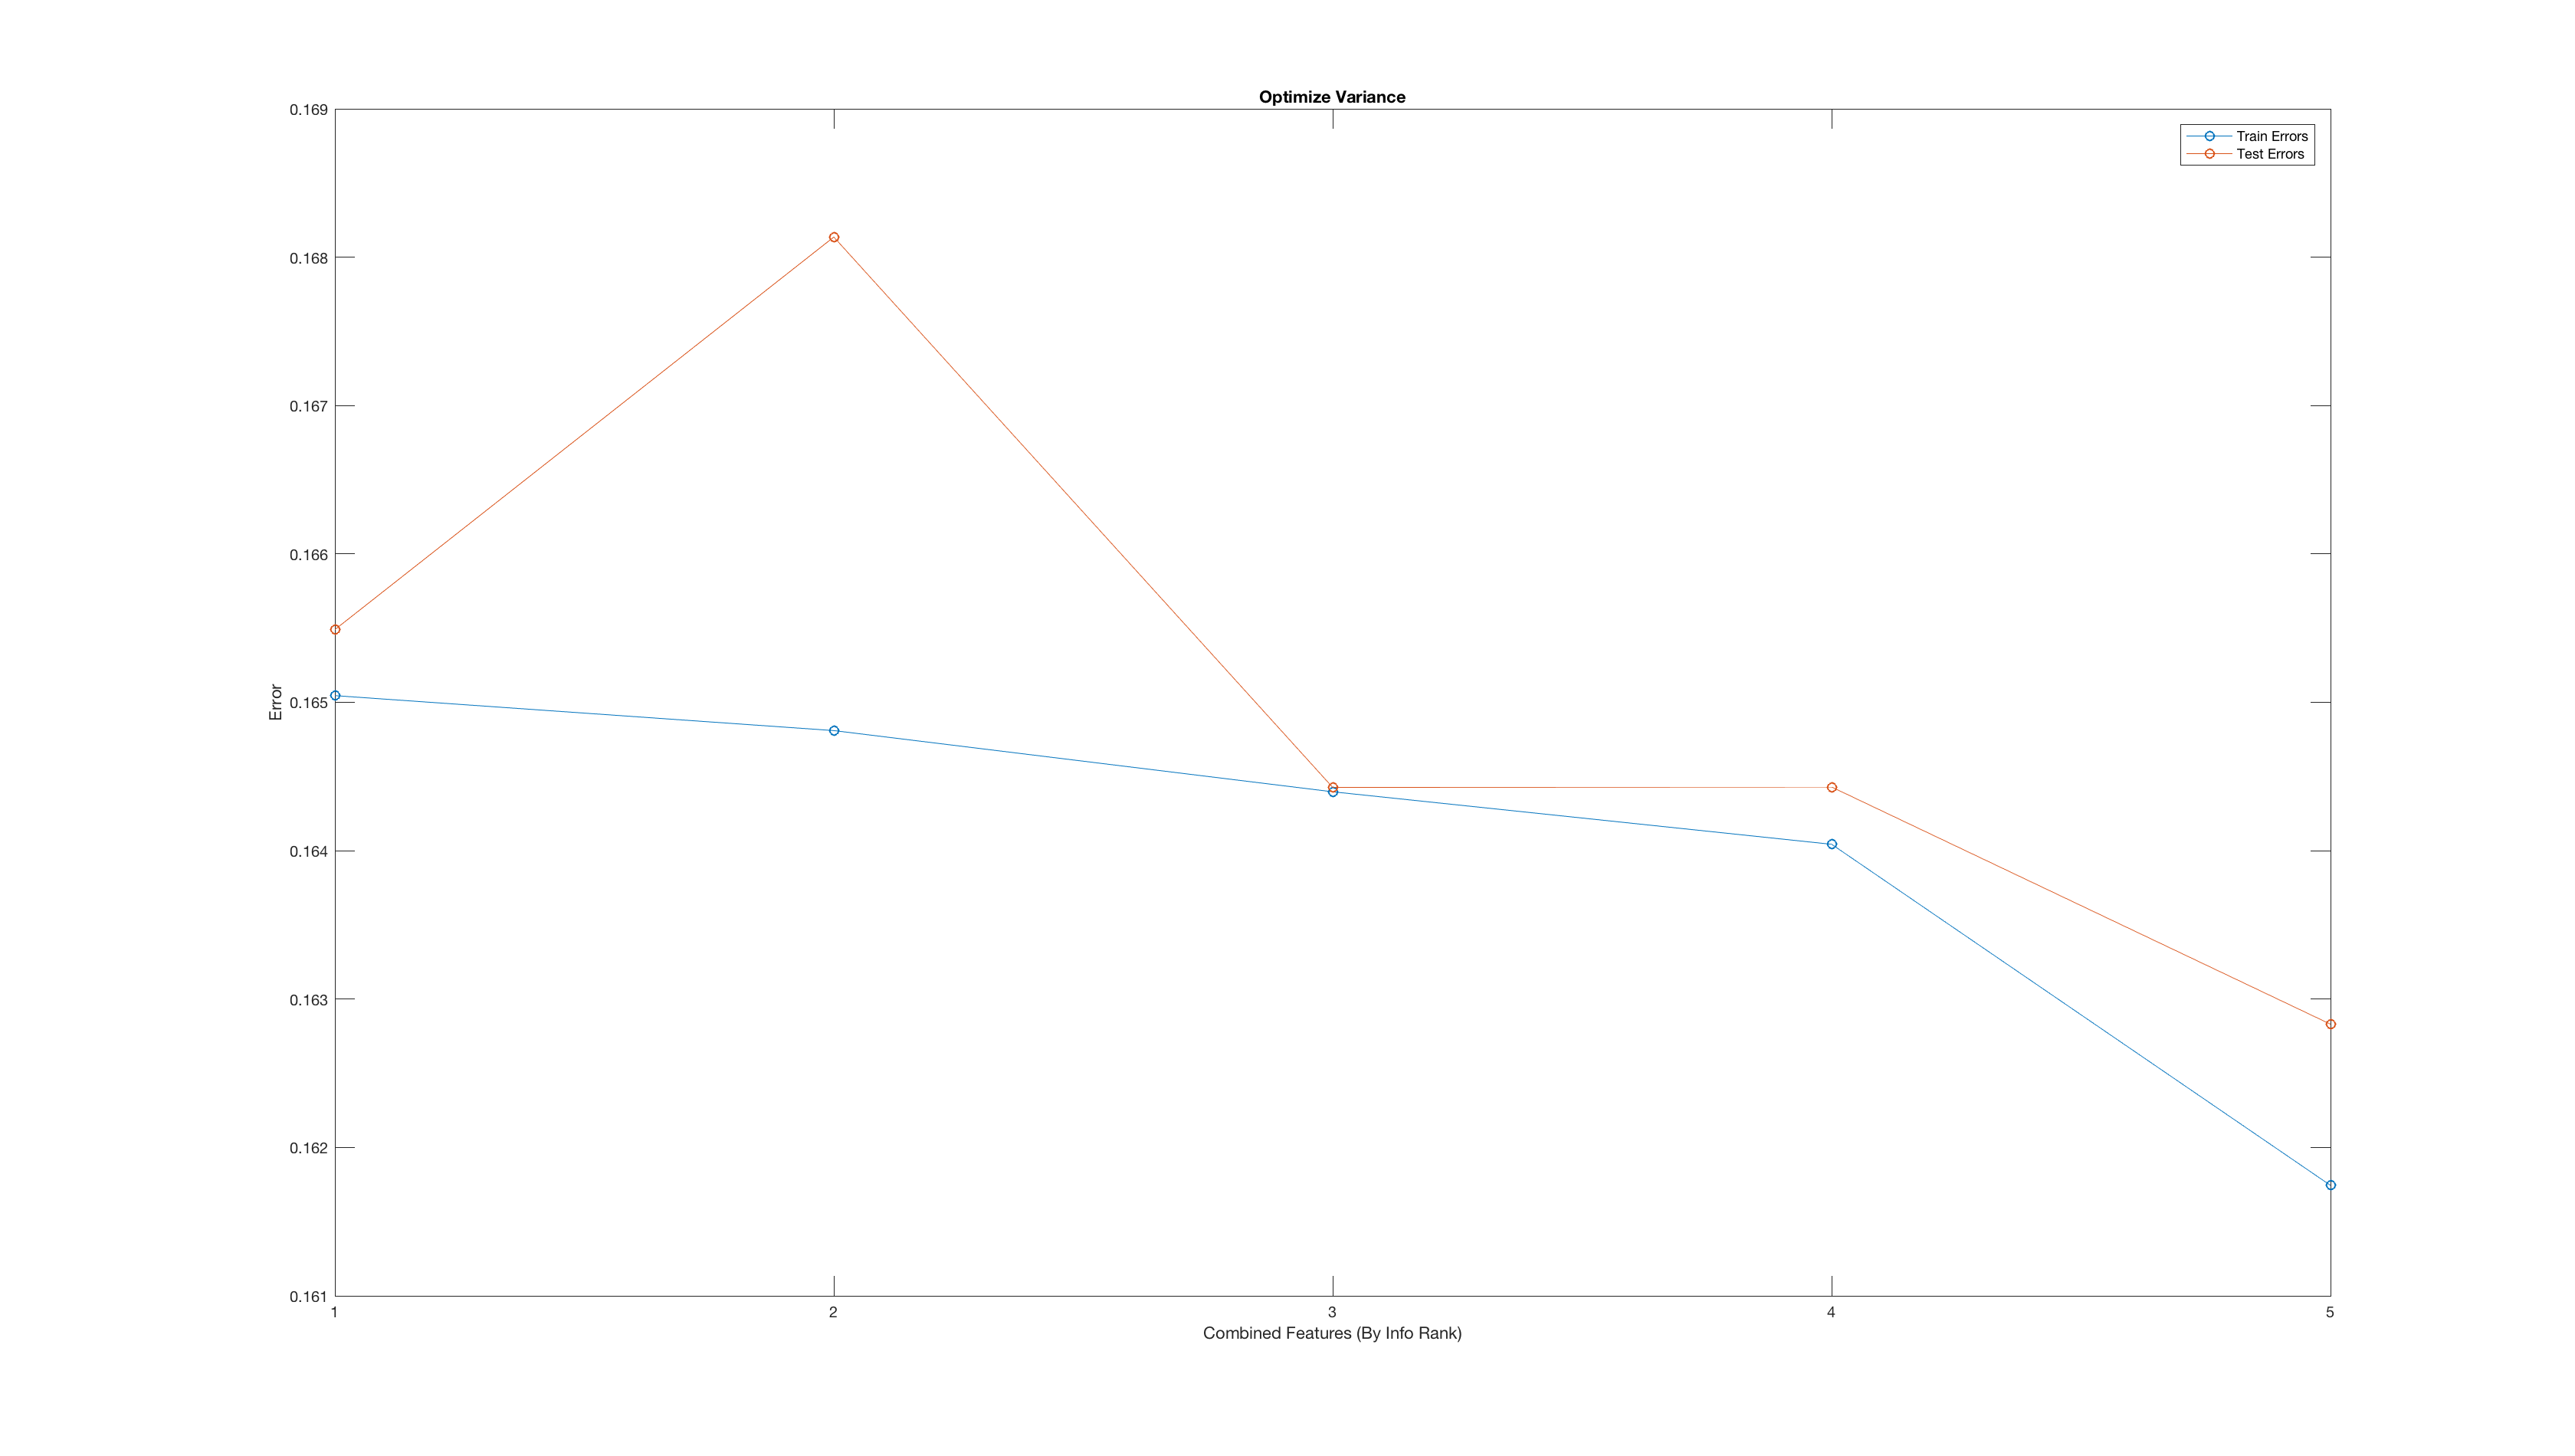 Optimize Variance
Train Errors
Test Errors
0.169
0.168
0.167
0.166
0.165
0.164
0.163
0.162
0.161
Error
1 2 3 4 5
Combined Features (By Info Rank)